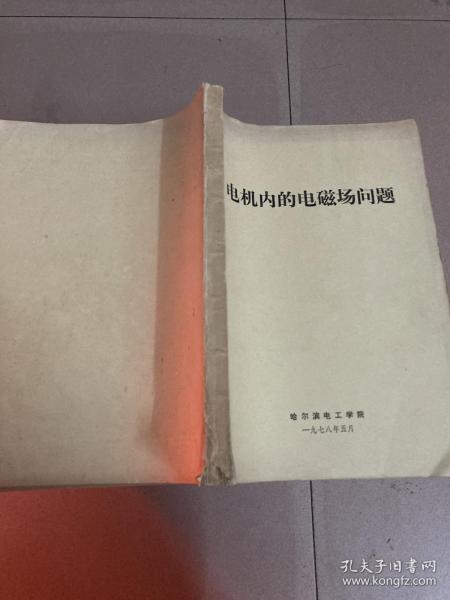 电机内的电磁场问题
哈尔滨电工学院
一九七八年五月
孔夫子旧书网
www.kongfz.com